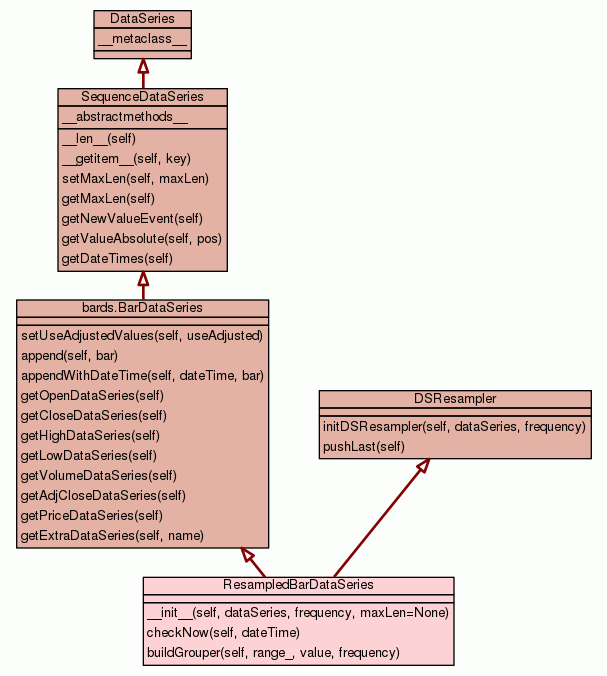 DataSeries
__metaclass__
SequenceDataSeries
__abstractmethods__
__len__(self)
__getitem__(self, key)
setMaxLen(self, maxLen)
getMaxLen(self)
getNewValueEvent(self)
getValueAbsolute(self, pos)
getDateTimes(self)
bards.BarDataSeries
setUseAdjustedValues(self, useAdjusted)
append(self, bar)
appendWithDateTime(self, dateTime, bar)
getOpenDataSeries(self)
getCloseDataSeries(self)
getHighDataSeries(self)
getLowDataSeries(self)
getVolumeDataSeries(self)
getAdjCloseDataSeries(self)
getPriceDataSeries(self)
getExtraDataSeries(self, name)
DSResampler
initDSResampler(self, dataSeries, frequency)
pushLast(self)
ResampledBarDataSeries
__init__(self, dataSeries, frequency, maxLen=None)
checkNow(self, dateTime)
buildGrouper(self, range_, value, frequency)